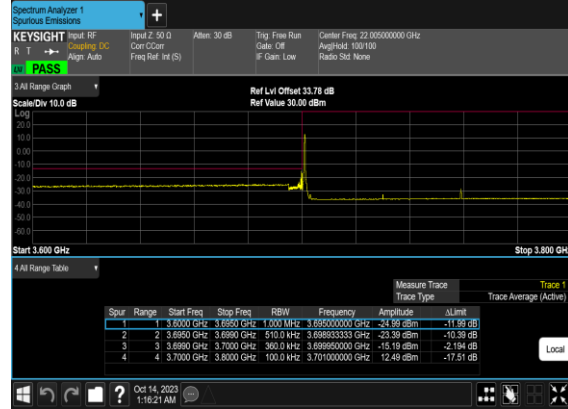 Spectrum Analyzer 1
Spurious Emissions
KEYSIGHT Input: RF Input Z: 50 Ω Atten: 30 dB Trig: Free Run Center Freq: 22.005000000 GHz
R T Coupling: DC Corr CCorr Gate: Off Avg|Hold: 100/100
Align: Auto Freq Ref: Int (S) IF Gain: Low Radio Std: None
PASS
3 All Range Graph
Ref Lvl Offset 33.78 dB
Scale/Div 10.0 dB Ref Value 30.00 dBm
Log
20.0
10.0
0.00
-10.0
-20.0
-30.0
-40.0
-50.0
-60.0
Start 3.600 GHz Stop 3.800 GH
4 All Range Table
Measure Trace Trace 1
Trace Type Trace Average (Active)
Spur Range Start Freq Stop Freq RBW Frequency Amplitude ΔLimit
1 1 3.6000 GHz 3.6950 GHz 1.000 MHz 3.695000000 GHz -24.99 dBm -11.99 dB
2 2 3.6950 GHz 3.6990 GHz 510.0 kHz 3.698933333 GHz -23.39 dBm -10.39 dB
3 3 3.6990 GHz 3.7000 GHz 360.0 kHz 3.699950000 GHz -15.19 dBm -2.194 dB
4 4 3.7000 GHz 3.8000 GHz 100.0 kHz 3.701000000 GHz 12.49 dBm -17.51 dB
Local
? Oct 14, 2023
1:16:21 AM